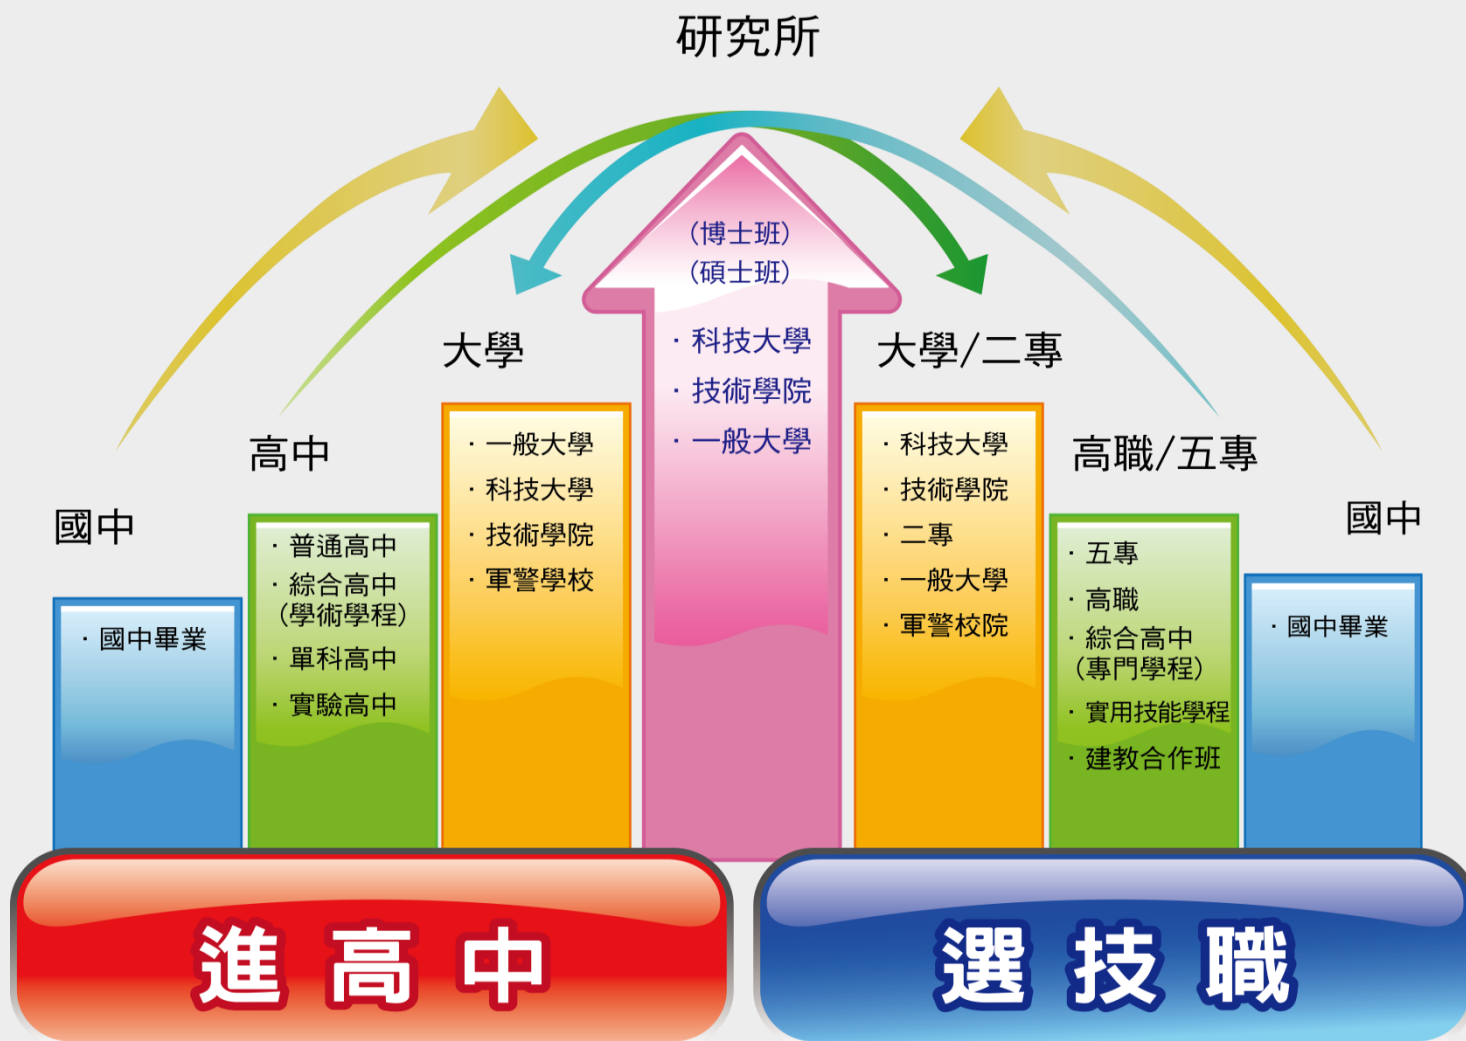 研究所
(博士班)
(碩士班)
· 科技大學
· 技術學院
· 一般大學
大學
· 一般大學
· 科技大學
· 技術學院
· 軍警學校
高中
· 普通高中
· 綜合高中
(學術學程)
· 單科高中
· 實驗高中
國中
· 國中畢業
大學/二專
· 科技大學
· 技術學院
· 二專
· 一般大學
· 軍警校院
高職/五專
· 五專
· 高職
· 綜合高中
(專門學程)
· 實用技能學程
· 建教合作班
國中
· 國中畢業
進高中
選技職